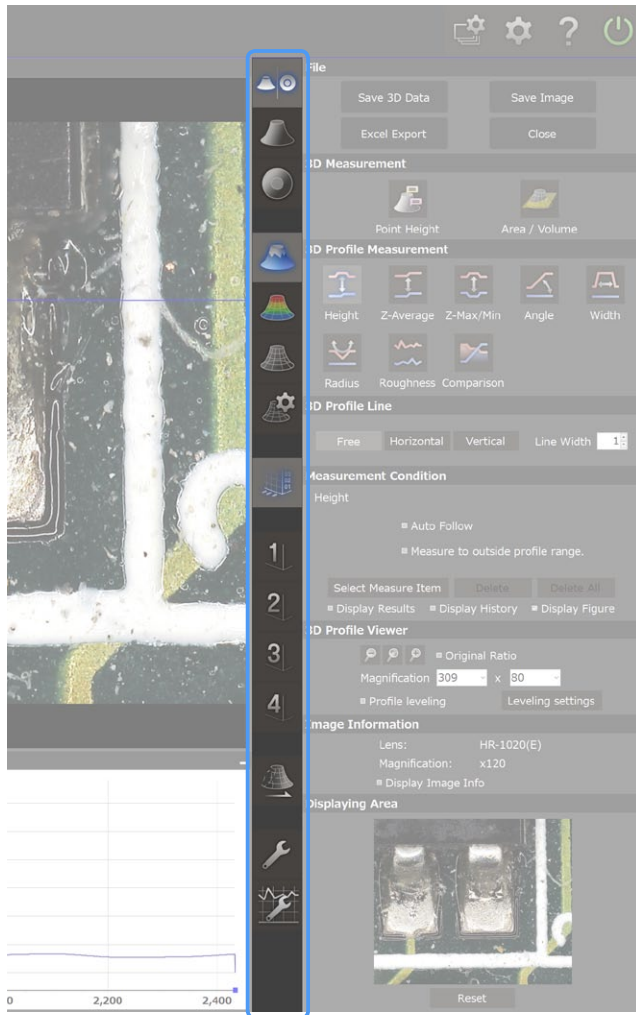 ?
File
Save 3D Data Save Image
Excel Export Close
3D Measurement
Point Height Area / Volume
3D Profile Measurement
Height Z-Average Z-Max/Min Angle Width
Radius Roughness Comparison
3D Profile Line
Free Horizontal Vertical Line Width 1
Measurement Condition
Height
Auto Follow
Measure to outside profile range.
Select Measure Item Delete Delete All
Display Results Display History Display Figure
3D Profile Viewer
Original Ratio
Magnification 309 x 80
Profile leveling Leveling settings
Image Information
Lens: HR-1020(E)
Magnification: x120
Display Image Info
Displaying Area
Reset
1
2
3
4
0 2,200 2,400